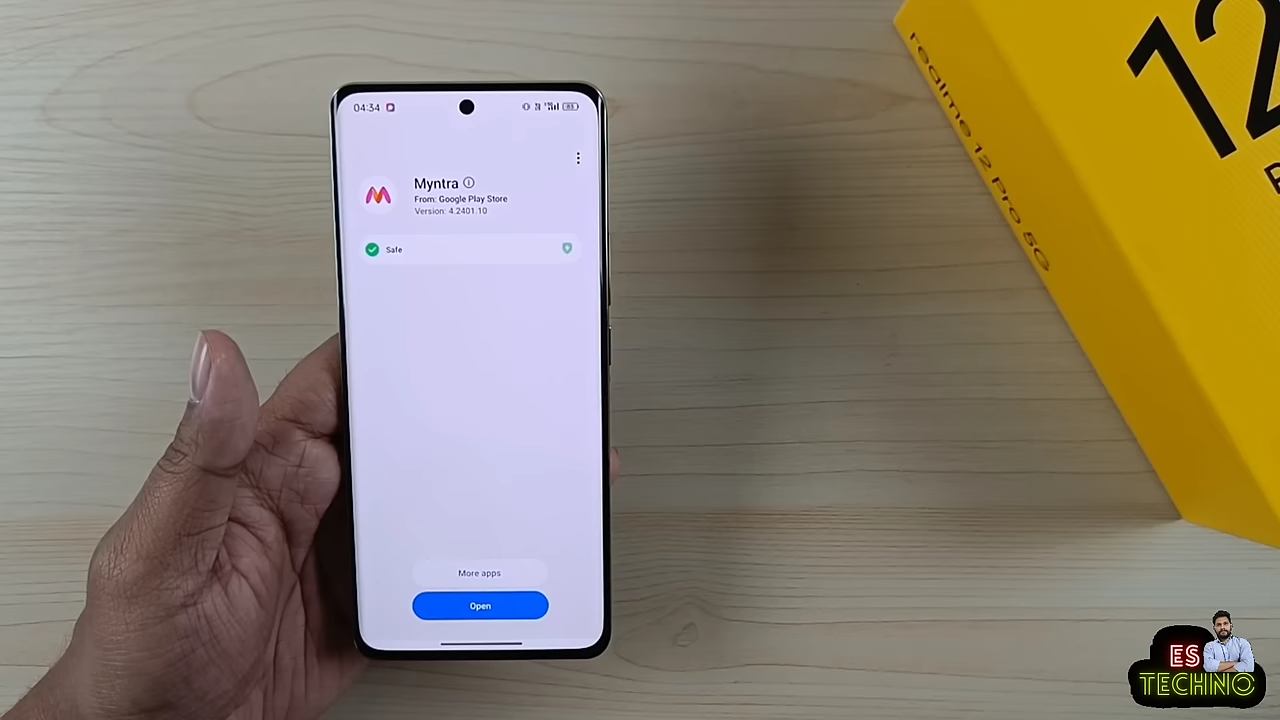 04:34
Myntra
From: Google Play Store
Version: 4.2401.10
Safe
More apps
Open
realme 12 Pro 5G
12
ES
TECHNO